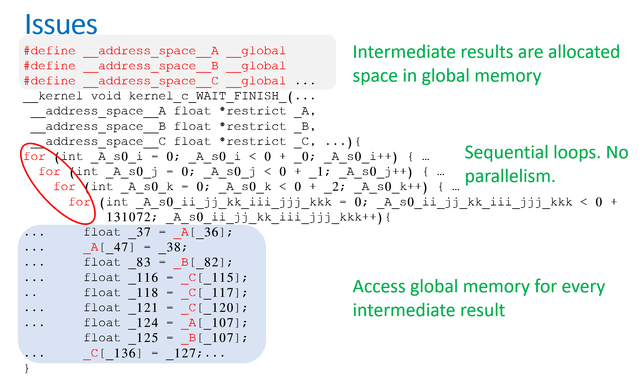 Issues
#define __address_space__A __global
#define __address_space__B __global
#define __address_space__C __global ...
Intermediate results are allocated
space in global memory
__kernel void kernel_c_WAIT_FINISH_(...
__address_space__A float *restrict _A,
__address_space__B float *restrict _B,
__address_space__C float *restrict _C, ...){
for (int _A_s0_i = 0; _A_s0_i < 0 + _0; _A_s0_i++) { …
for (int _A_s0_j = 0; _A_s0_j < 0 + _1; _A_s0_j++) { …
for (int _A_s0_k = 0; _A_s0_k < 0 + _2; _A_s0_k++) { …
for (int _A_s0_ii_jj_kk_iii_jjj_kkk = 0; _A_s0_ii_jj_kk_iii_jjj_kkk < 0 +
131072; _A_s0_ii_jj_kk_iii_jjj_kkk++){
Sequential loops. No
parallelism.
... float _37 = _A[_36];
... _A[_47] = _38;
... float _83 = _B[_82];
... float _116 = _C[_115];
.. float _118 = _C[_117];
... float _121 = _C[_120];
... float _124 = _A[_107];
float _125 = _B[_107];
... _C[_136] = _127;...
}
Access global memory for every
intermediate result